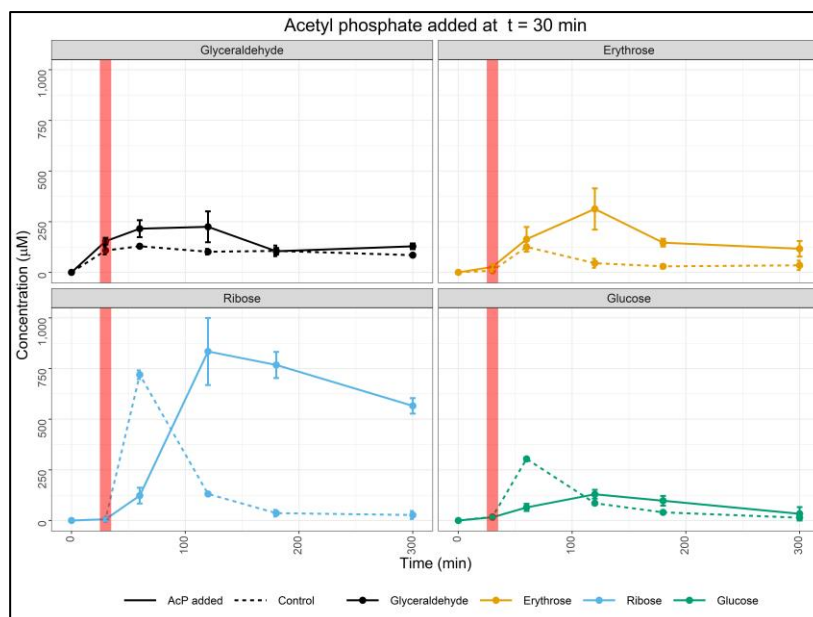 Acetyl phosphate added at t = 30 min
Glyceraldehyde
Erythrose
1,000
750
500
250
0
Ribose
Glucose
1,000
750
500
250
0
Concentration (µM)
0
100
200
300
0
100
200
300
Time (min)
AcP added Control Glyceraldehyde Erythrose Ribose Glucose